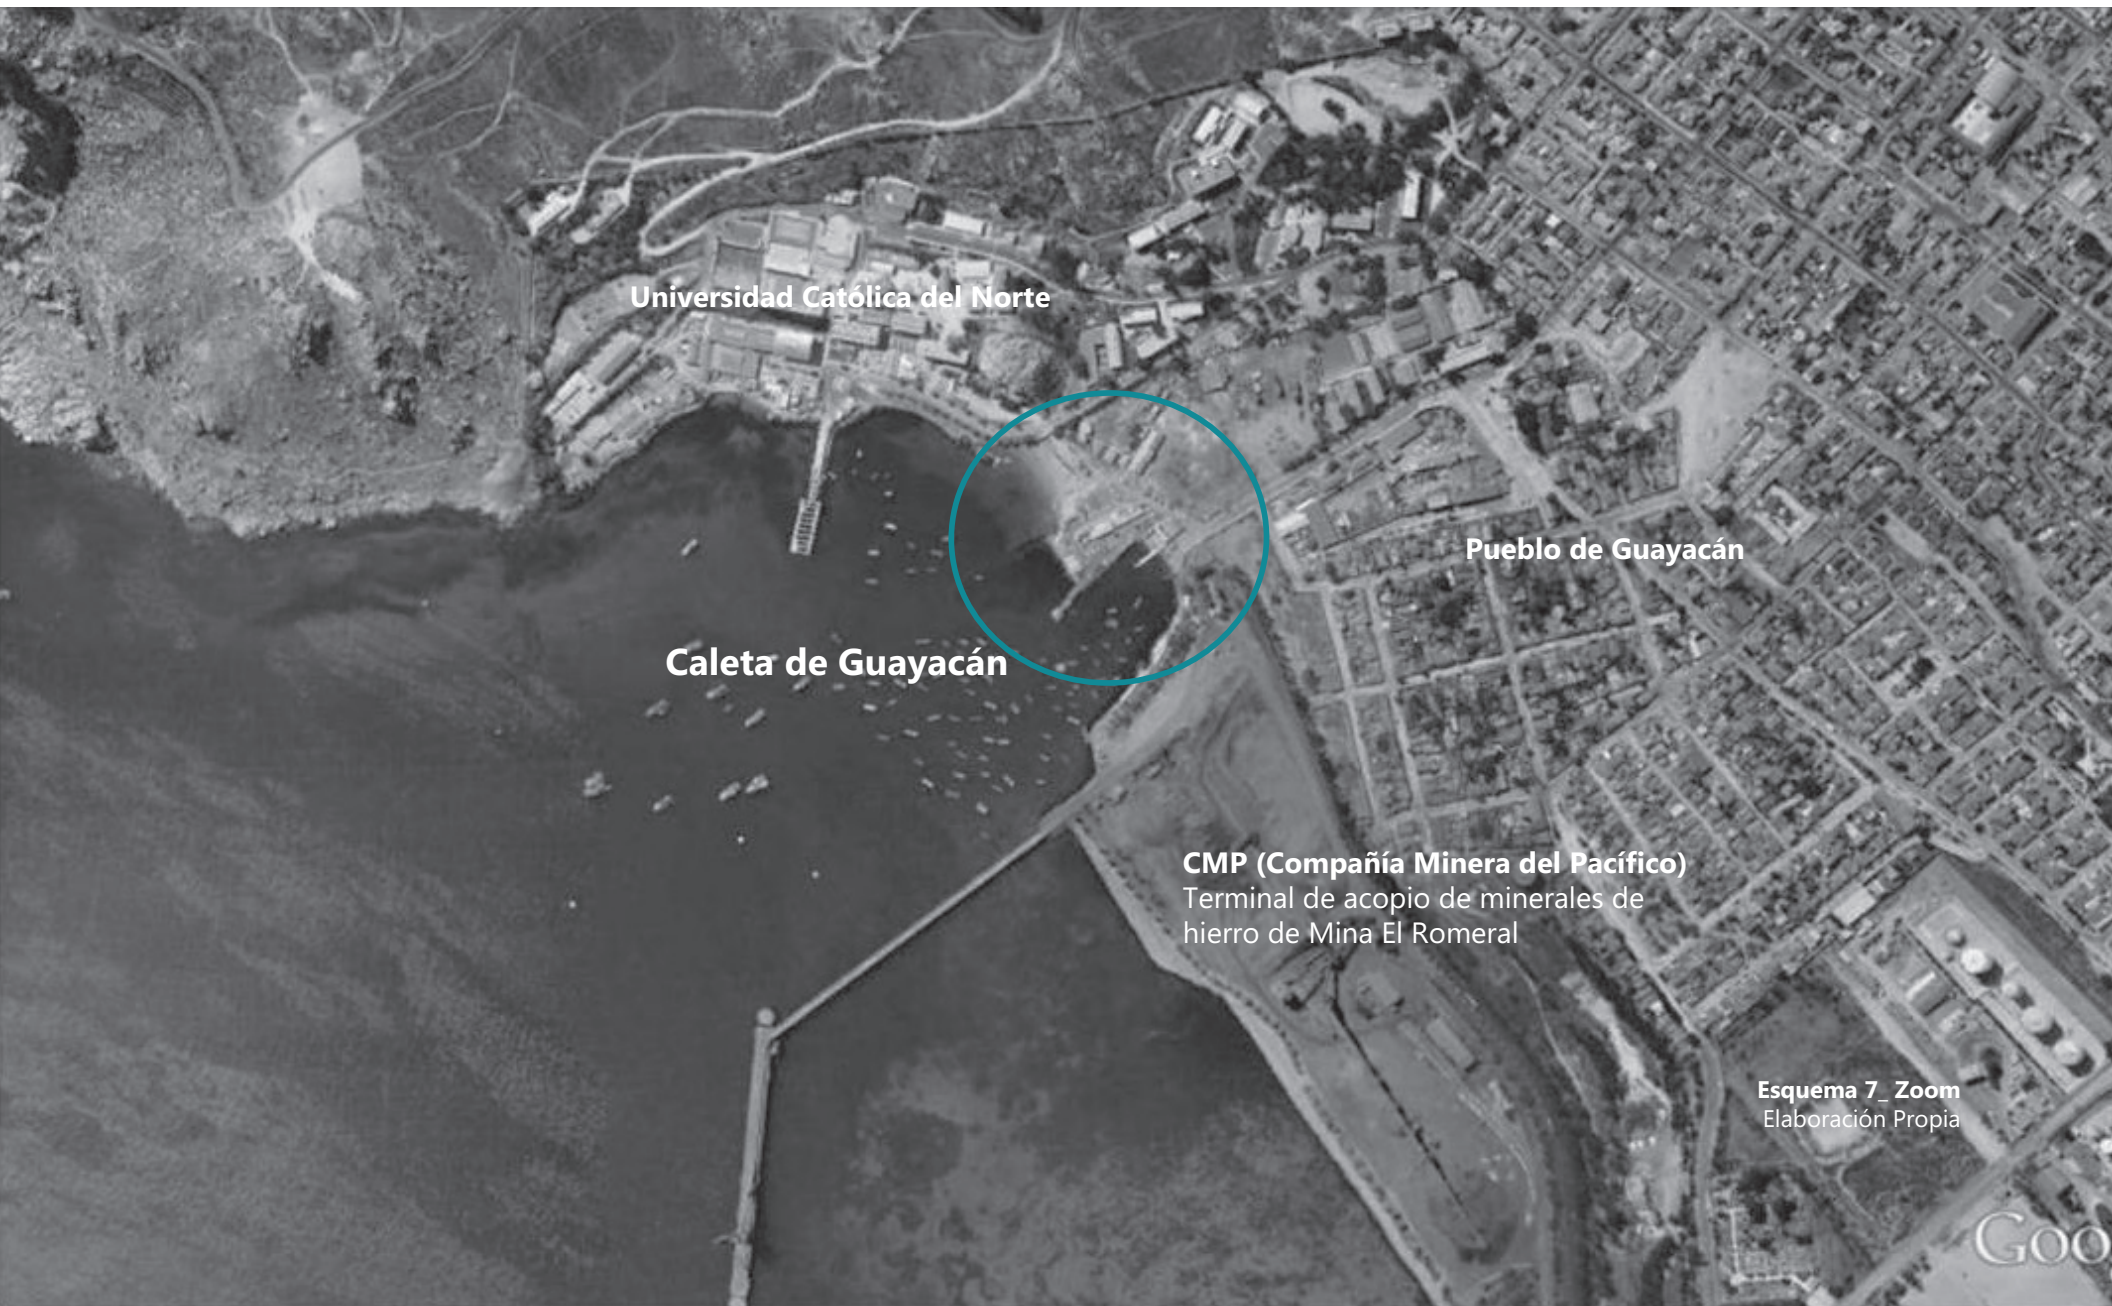 Universidad Católica del Norte
Pueblo de Guayacán
Caleta de Guayacán
CMP (Compañía Minera del Pacífico)
Terminal de acopio de minerales de
hierro de Mina El Romeral
Esquema 7_ Zoom
Elaboración Propia
Goo